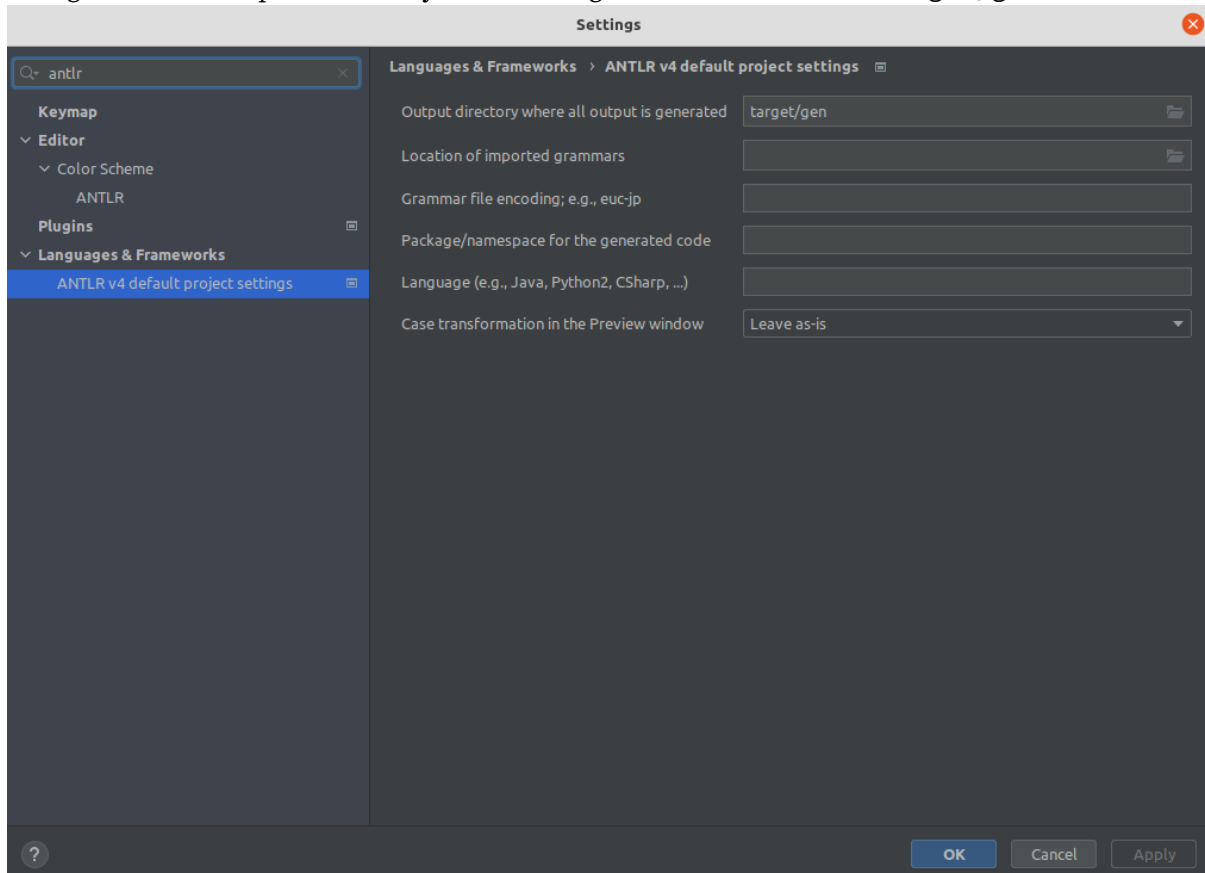 Settings
antlr
Keymap
Editor
Color Scheme
ANTLR
Plugins
Languages & Frameworks
ANTLR v4 default project settings
Languages & Frameworks › ANTLR v4 default project settings
Output directory where all output is generated target/gen
Location of imported grammars
Grammar file encoding; e.g., euc-jp
Package/namespace for the generated code
Language (e.g., Java, Python2, CSharp, ...)
Case transformation in the Preview window Leave as-is
? OK Cancel Apply